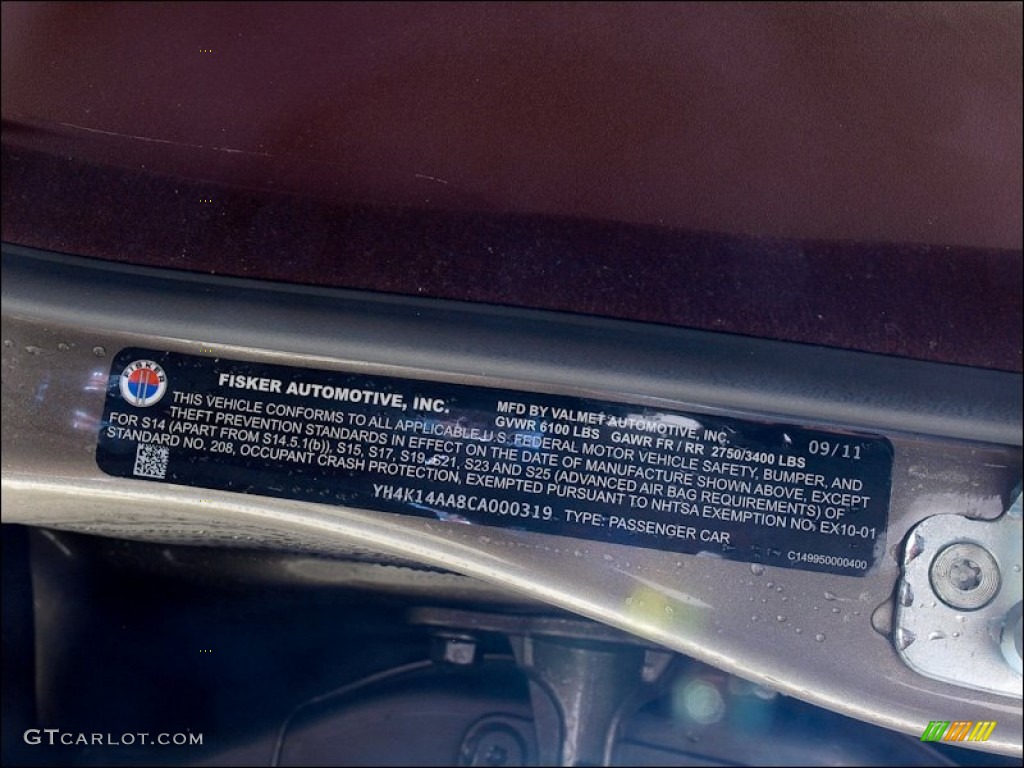 FISKER
FISKER AUTOMOTIVE, INC.
MFD BY VALMET AUTOMOTIVE, INC.
09/11
GVWR 6100 LBS GAWR FR / RR 2750/3400 LBS
THIS VEHICLE CONFORMS TO ALL APPLICABLE U.S. FEDERAL MOTOR VEHICLE SAFETY, BUMPER, AND
THEFT PREVENTION STANDARDS IN EFFECT ON THE DATE OF MANUFACTURE SHOWN ABOVE, EXCEPT
FOR S14 (APART FROM S14.5.1(b)), S15, S17, S19, S21, S23 AND S25 (ADVANCED AIR BAG REQUIREMENTS) OF
STANDARD NO. 208, OCCUPANT CRASH PROTECTION, EXEMPTED PURSUANT TO NHTSA EXEMPTION NO. EX10-01
YH4K14AA8CA000319 TYPE: PASSENGER CAR
C149950000400
GTCARLOT.COM